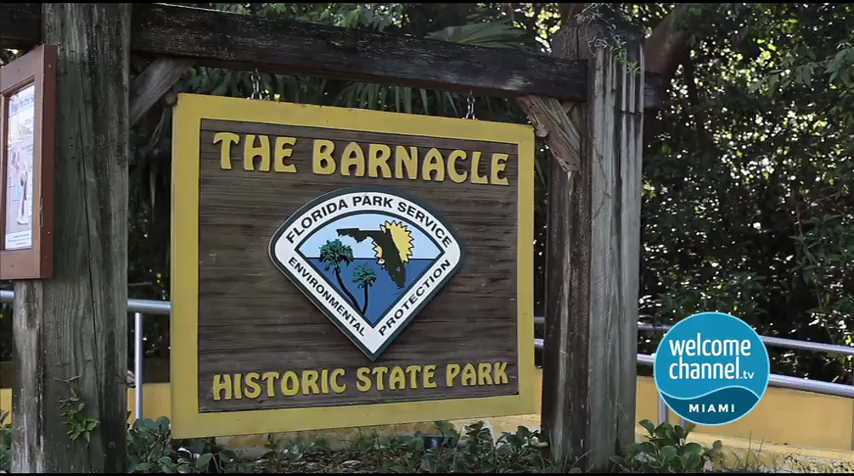 THE BARNACLE
FLORIDA PARK SERVICE
ENVIRONMENTAL PROTECTION
HISTORIC STATE PARK
welcome
channel.tv
MIAMI